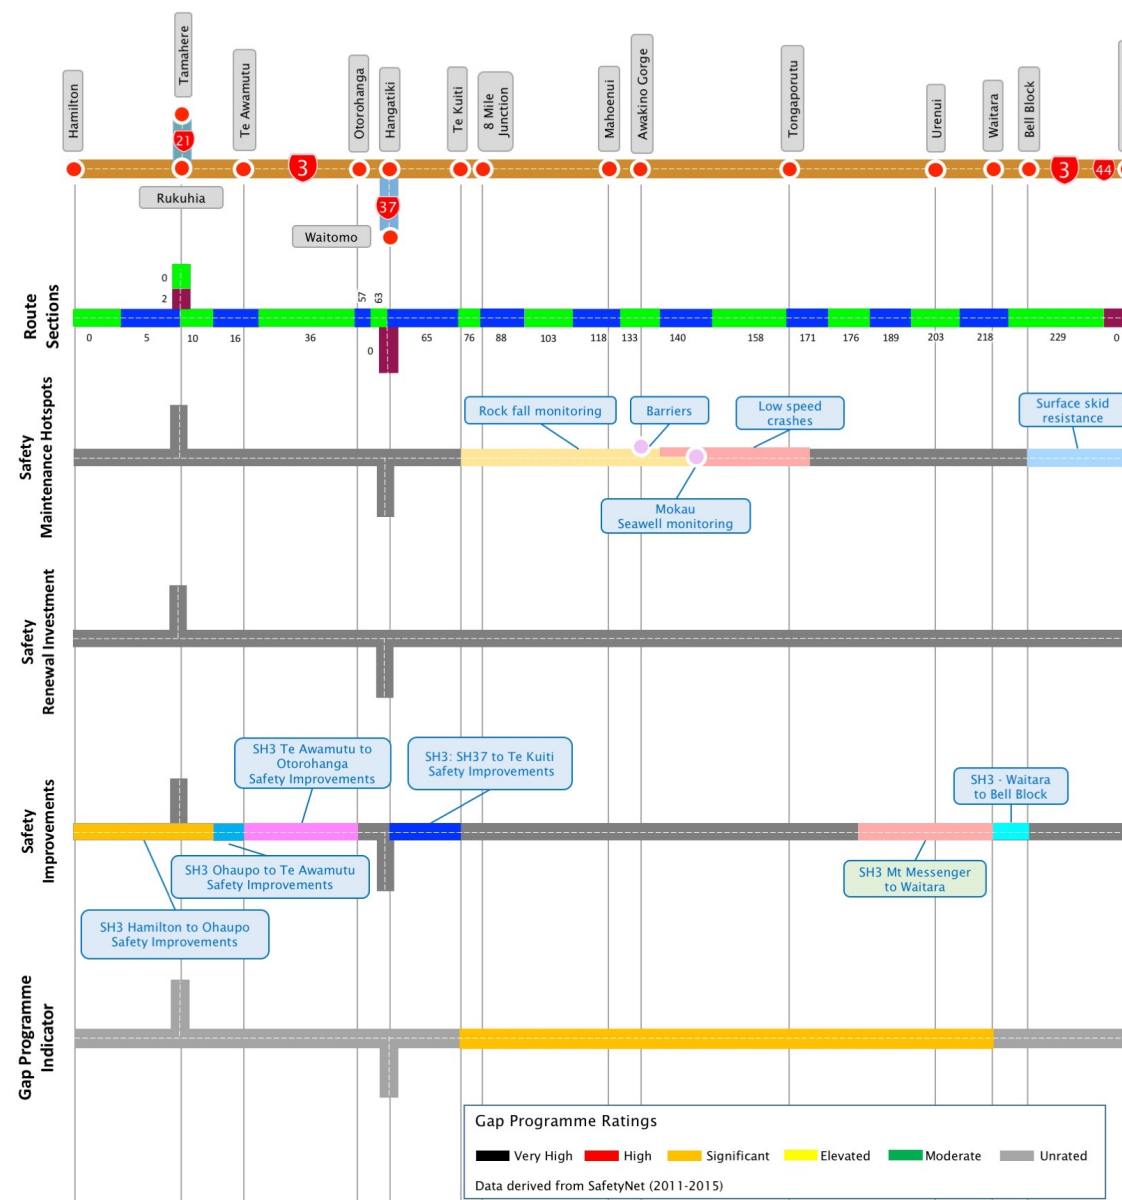 Hamilton
Tamahere
Te Awamutu
Otorohanga
Hangatiki
Te Kuiti
8 Mile
Junction
Mahoenui
Awakino Gorge
Tongaporutu
Urenui
Waitara
Bell Block
21
3
3
44
Rukuhia
37
Waitomo
Route
Sections
0
2
57
63
0
5
10
16
36
0
65
76
88
103
118
133
140
158
171
176
189
203
218
229
0
Safety
Maintenance Hotspots
Rock fall monitoring
Barriers
Low speed
crashes
Surface skid
resistance
Mokau
Seawell monitoring
Safety
Renewal Investment
Safety
Improvements
SH3 Te Awamutu to
Otorohanga
Safety Improvements
SH3: SH37 to Te Kuiti
Safety Improvements
SH3 - Waitara
to Bell Block
SH3 Ohaupo to Te Awamutu
Safety Improvements
SH3 Mt Messenger
to Waitara
SH3 Hamilton to Ohaupo
Safety Improvements
Gap Programme
Indicator
Gap Programme Ratings
Very High
High
Significant
Elevated
Moderate
Unrated
Data derived from SafetyNet (2011-2015)